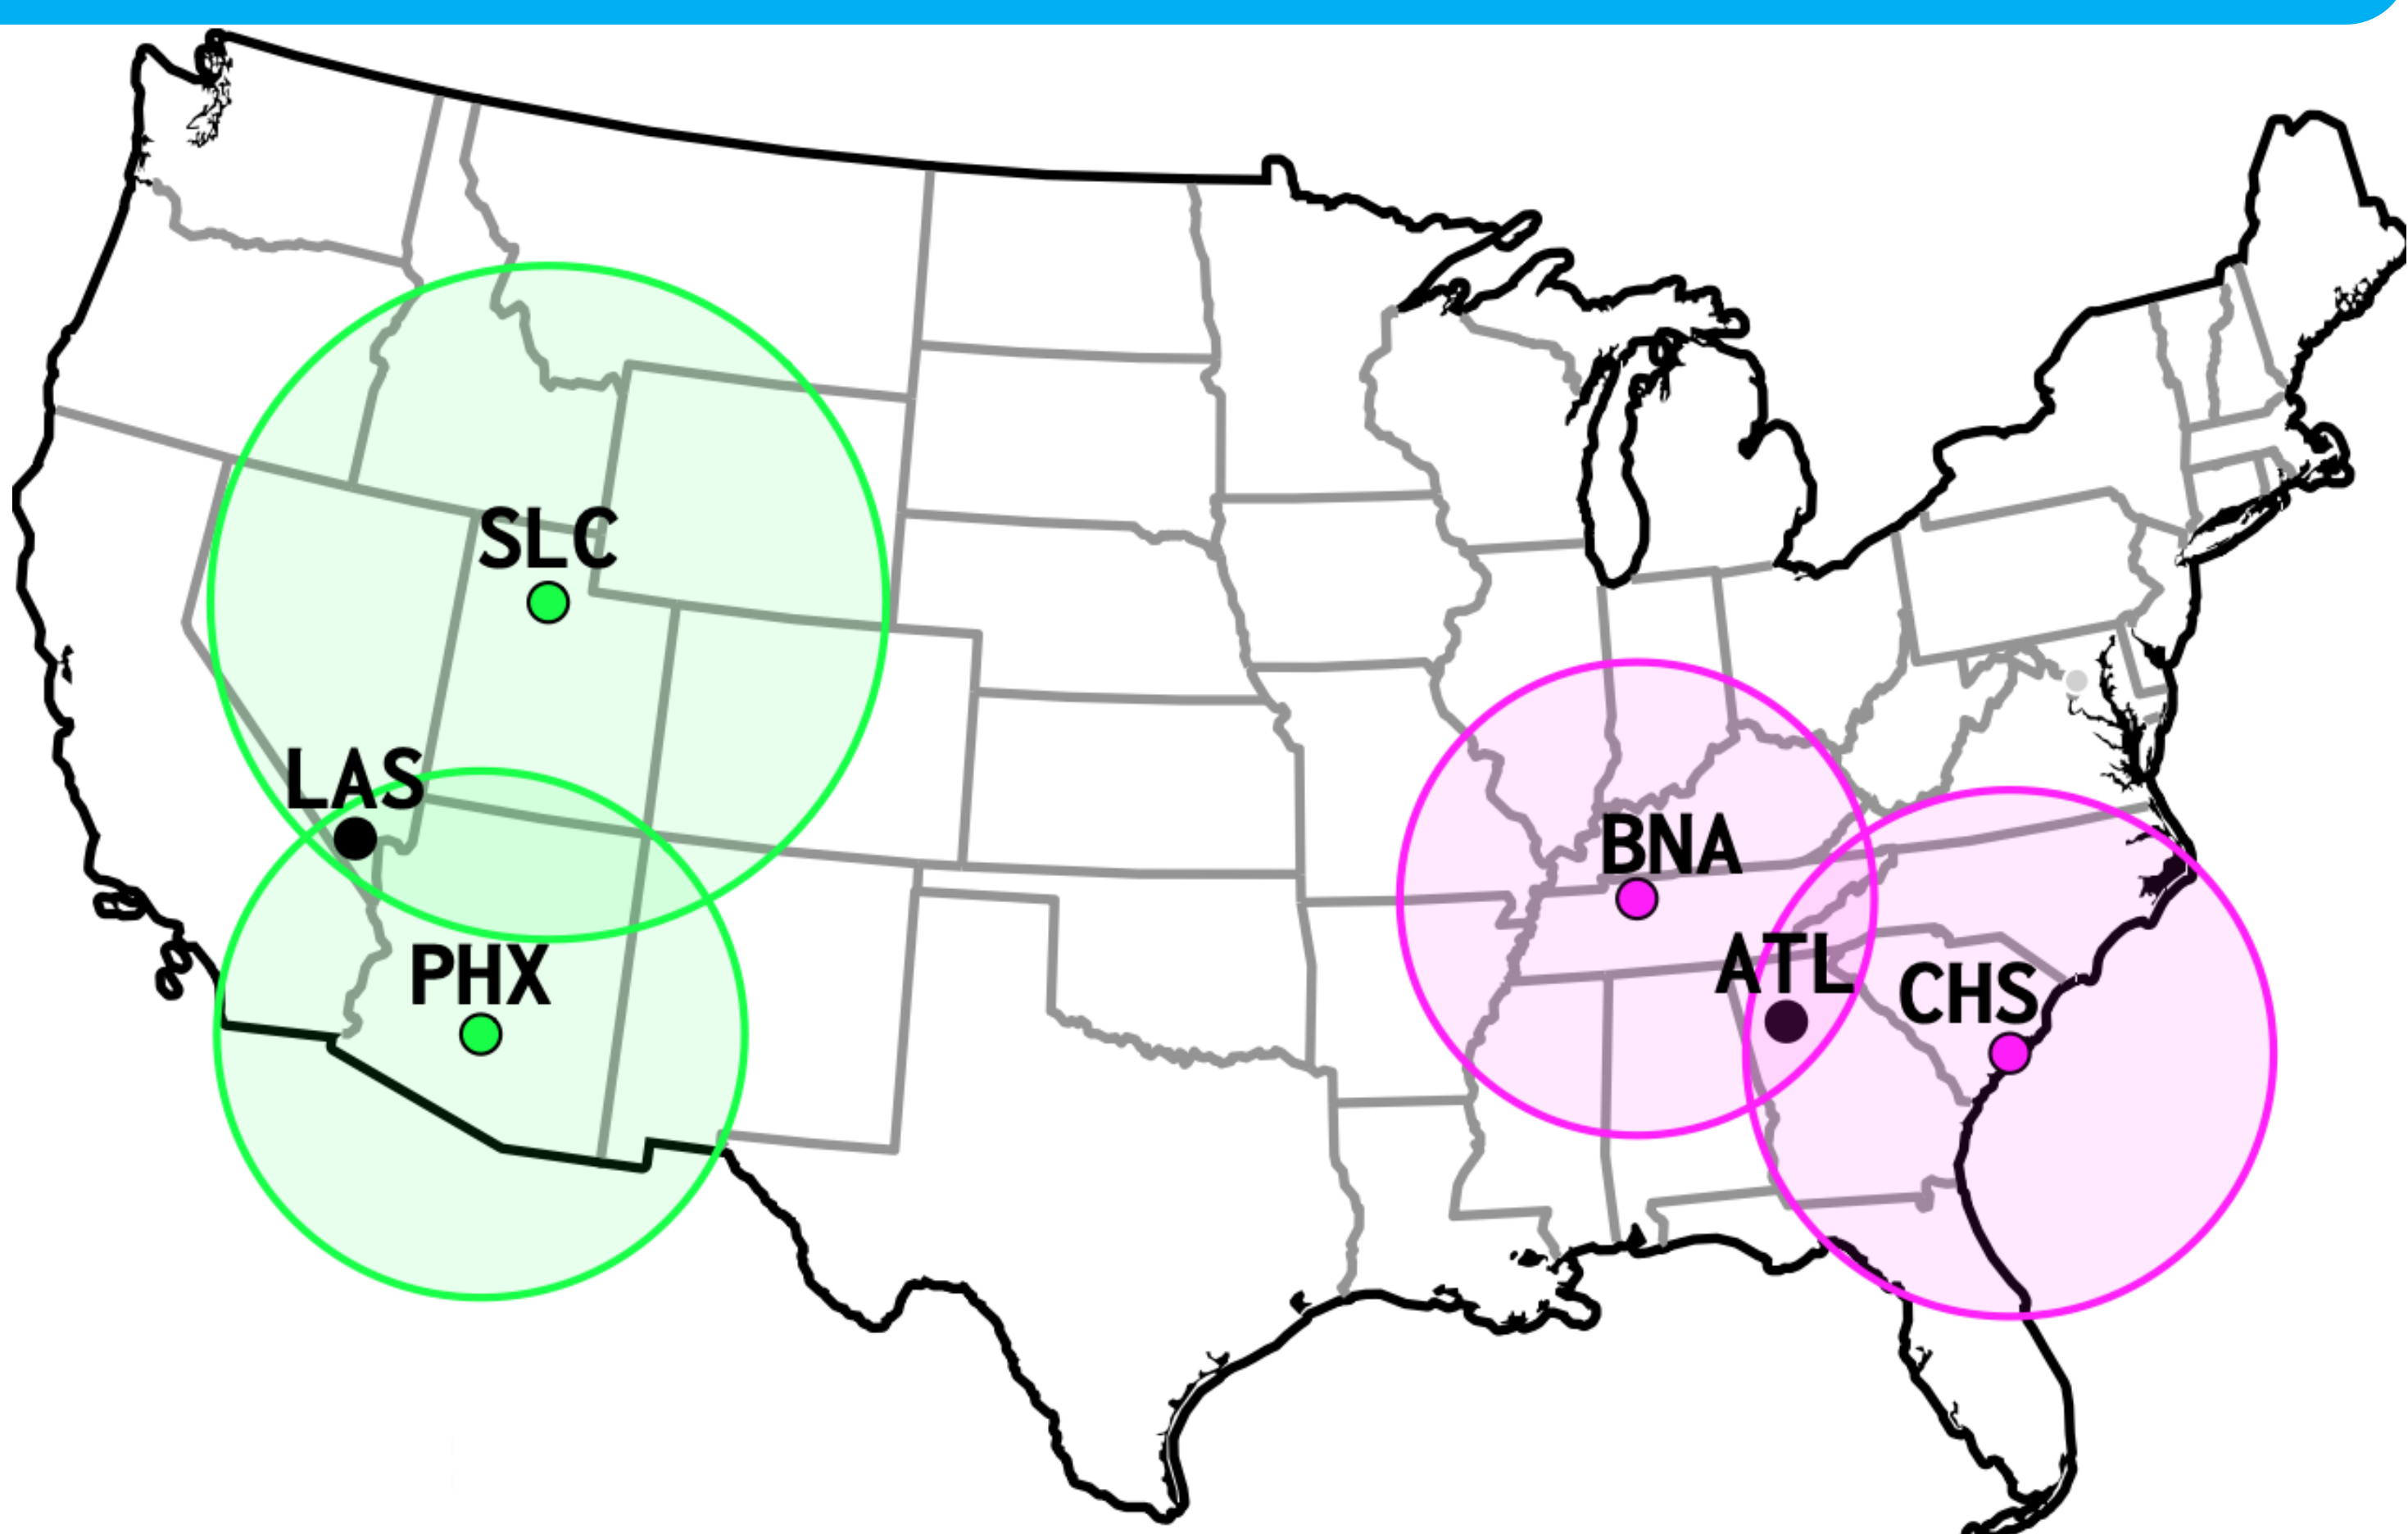 SLC
LAS
PHX
BNA
ATL
CHS